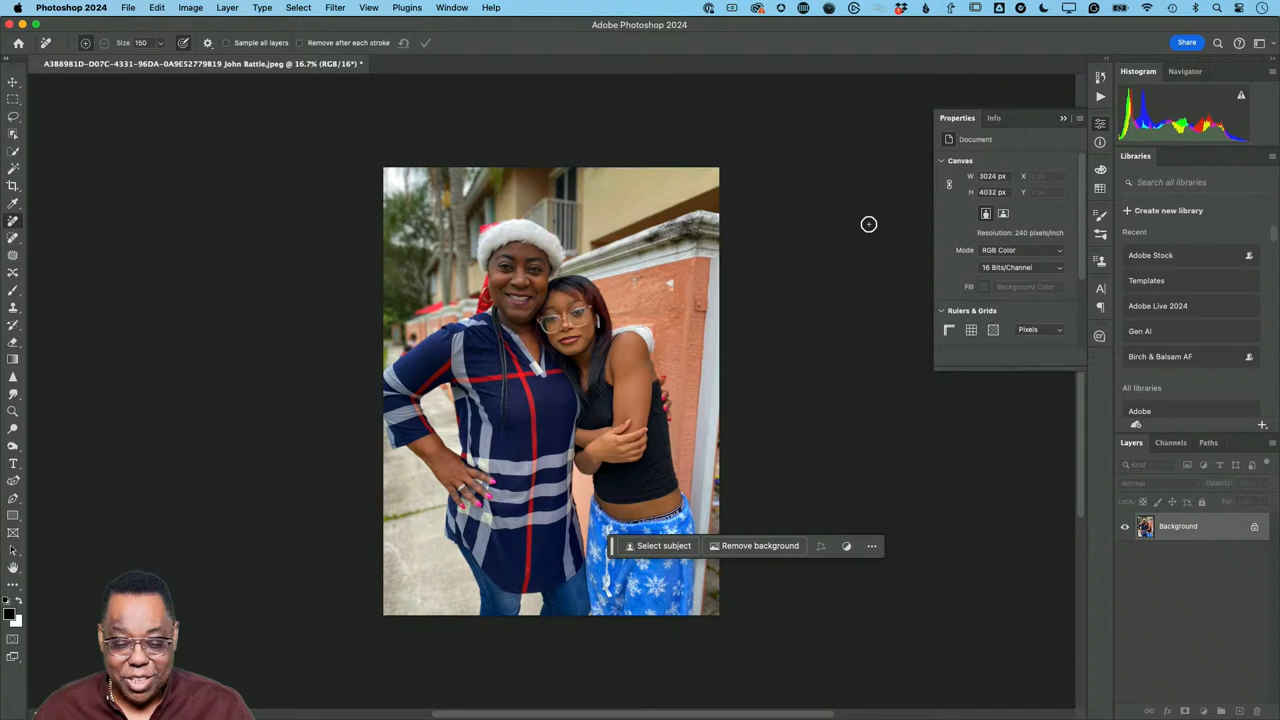 Photoshop 2024 File Edit Image Layer Type Select Filter View Plugins Window Help
Adobe Photoshop 2024
Size 150 Sample all layers Remove after each stroke Share
A3B8981D-D07C-4331-96DA-0A9E52779B19 John Battle.jpeg @ 16.7% (RGB/16*) *
Histogram Navigator
Properties Info
Document
Canvas
W 3024 px X 0 px
H 4032 px Y 0 px
Resolution: 240 pixels/inch
Mode RGB Color
16 Bits/Channel
Fill Background Color
Rulers & Grids
Pixels
Libraries
Search all libraries
Create new library
Recent
Adobe Stock
Templates
Adobe Live 2024
Gen AI
Birch & Balsam AF
All libraries
Adobe
Layers Channels Paths
Kind
Normal Opacity:
Lock: Fill:
Background
Select subject Remove background